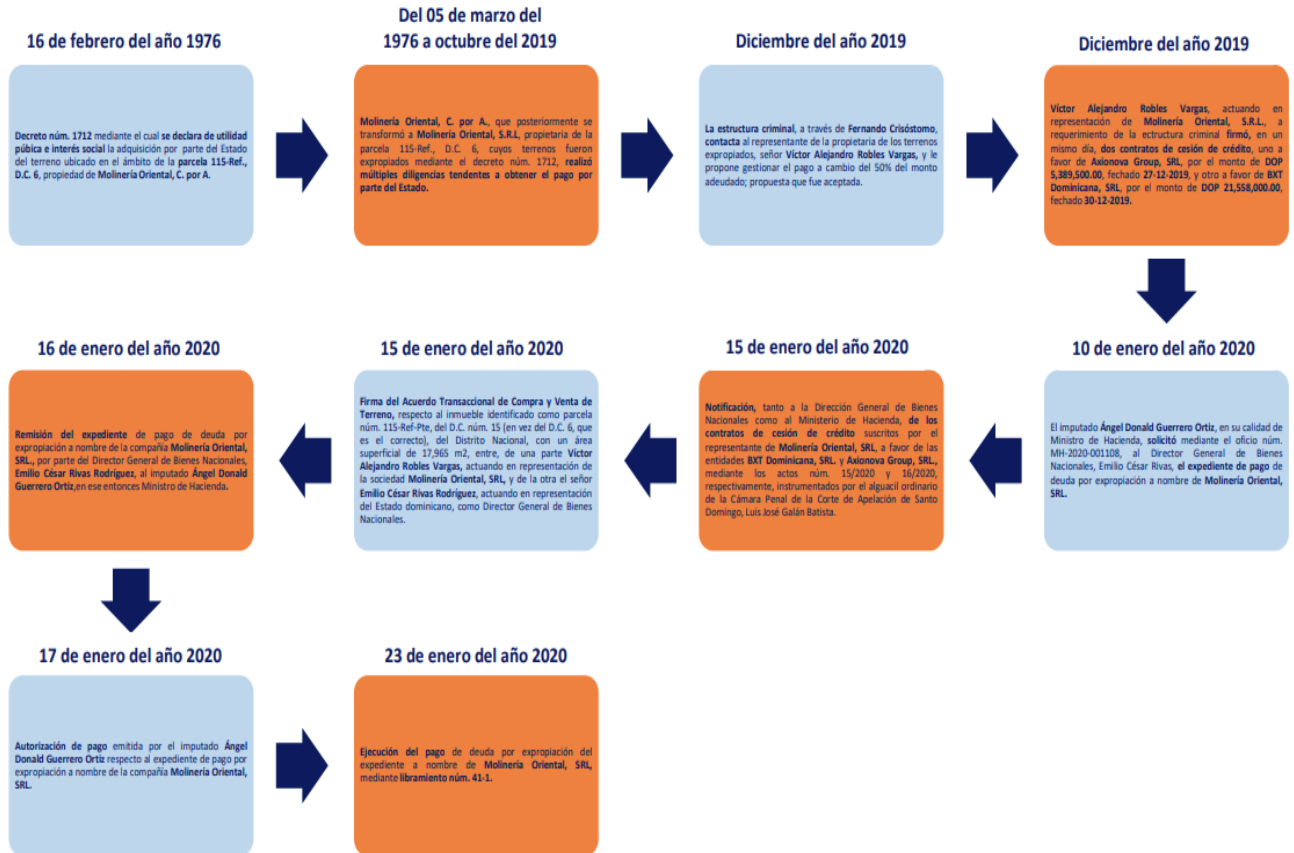 16 de febrero del año 1976
Decreto núm. 1712 mediante el cual se declara de utilidad
púbica e interés social la adquisición por parte del Estado
del terreno ubicado en el ámbito de la parcela 115-Ref.,
D.C. 6, propiedad de Molinería Oriental, C. por A.
Del 05 de marzo del
1976 a octubre del 2019
Molinería Oriental, C. por A., que posteriormente se
transformó a Molinería Oriental, S.R.L, propietaria de la
parcela 115-Ref., D.C. 6, cuyos terrenos fueron
expropiados mediante el decreto núm. 1712, realizó
múltiples diligencias tendentes a obtener el pago por
parte del Estado.
Diciembre del año 2019
La estructura criminal, a través de Fernando Crisóstomo,
contacta al representante de la propietaria de los terrenos
expropiados, señor Víctor Alejandro Robles Vargas, y le
propone gestionar el pago a cambio del 50% del monto
adeudado; propuesta que fue aceptada.
Diciembre del año 2019
Víctor Alejandro Robles Vargas, actuando en
representación de Molinería Oriental, S.R.L., a
requerimiento de la ectructura criminal firmó, en un
mismo día, dos contratos de cesión de crédito, uno a
favor de Axionova Group, SRL, por el monto de DOP
5,389,500.00, fechado 27-12-2019, y otro a favor de BXT
Dominicana, SRL, por el monto de DOP 21,558,000.00,
fechado 30-12-2019.
10 de enero del año 2020
El imputado Ángel Donald Guerrero Ortiz, en su calidad de
Ministro de Hacienda, solicitó mediante el oficio núm.
MH-2020-001108, al Director General de Bienes
Nacionales, Emilio César Rivas, el expediente de pago de
deuda por expropiación a nombre de Molinería Oriental,
SRL.
15 de enero del año 2020
Notificación, tanto a la Dirección General de Bienes
Nacionales como al Ministerio de Hacienda, de los
contratos de cesión de crédito suscritos por el
representante de Molinería Oriental, SRL, a favor de las
entidades BXT Dominicana, SRL. y Axionova Group, SRL.,
mediante los actos núm. 15/2020 y 16/2020,
respectivamente, instrumentados por el alguacil ordinario
de la Cámara Penal de la Corte de Apelación de Santo
Domingo, Luis José Galán Batista.
15 de enero del año 2020
Firma del Acuerdo Transaccional de Compra y Venta de
Terreno, respecto al inmueble identificado como parcela
núm. 115-Ref-Pte, del D.C. núm. 15 (en vez del D.C. 6, que
es el correcto), del Distrito Nacional, con un área
superficial de 17,965 m2, entre, de una parte Víctor
Alejandro Robles Vargas, actuando en representación de
la sociedad Molinería Oriental, SRL, y de la otra el señor
Emilio César Rivas Rodríguez, actuando en representación
del Estado dominicano, como Director General de Bienes
Nacionales.
16 de enero del año 2020
Remisión del expediente de pago de deuda por
expropiación a nombre de la compañía Molinería Oriental,
SRL., por parte del Director General de Bienes Nacionales,
Emilio César Rivas Rodríguez, al imputado Ángel Donald
Guerrero Ortiz,en ese entonces Ministro de Hacienda.
17 de enero del año 2020
Autorización de pago emitida por el imputado Ángel
Donald Guerrero Ortiz respecto al expediente de pago por
expropiación a nombre de la compañía Molinería Oriental,
SRL.
23 de enero del año 2020
Ejecución del pago de deuda por expropiación del
expediente a nombre de Molinería Oriental, SRL,
mediante libramiento núm. 41-1.